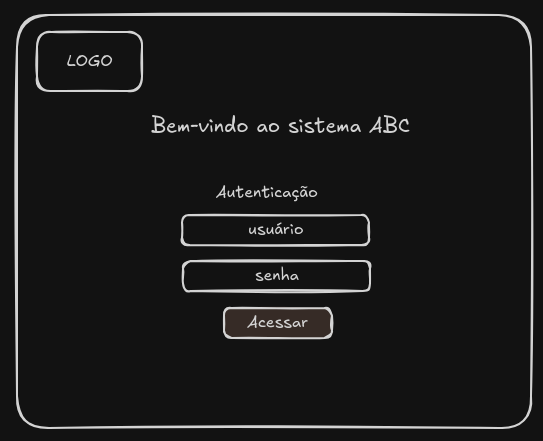 LOGO
Bem-vindo ao sistema ABC
Autenticação
usuário
senha
Acessar